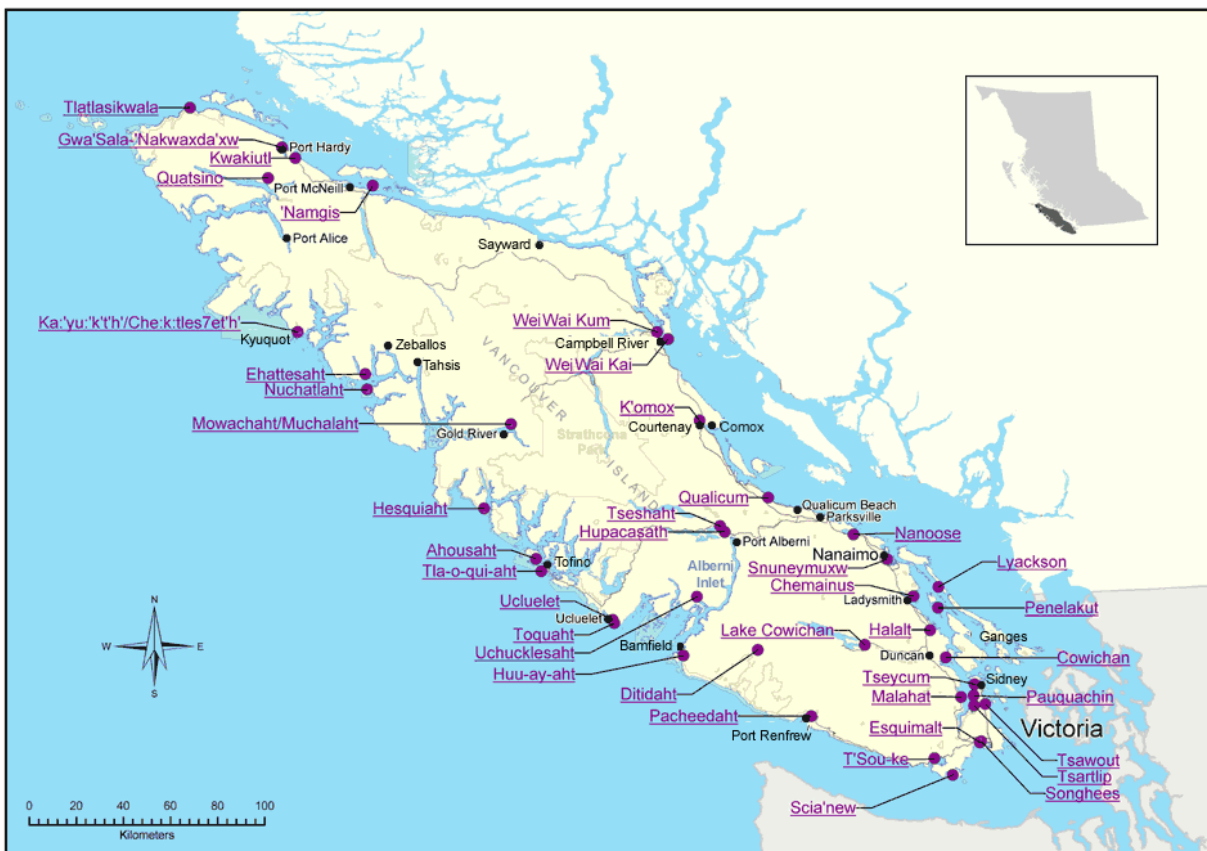 Tlatlasikwala
Gwa'Sala-'Nakwaxda'xw
Port Hardy
Kwakiutl
Quatsino
Port McNeill
'Namgis
Port Alice
Sayward
Ka:'yu:'k't'h'/Che:k:tles7et'h'
Kyuquot
Wei Wai Kum
Campbell River
Wei Wai Kai
Zeballos
Tahsis
VANCOUVER
ISLAND
Ehattesaht
Nuchatlaht
Mowachaht/Muchalaht
Gold River
Strathcona
Park
K'omox
Courtenay
Comox
Hesquiaht
Qualicum
Qualicum Beach
Parksville
Tseshaht
Hupacasath
Port Alberni
Nanoose
Nanaimo
Snuneymuxw
Ahousaht
Tofino
Tla-o-qui-aht
Alberni
Inlet
Chemainus
Ladysmith
Lyackson
Penelakut
Ucluelet
Ucluelet
Toquaht
Uchucklesaht
Bamfield
Huu-ay-aht
Lake Cowichan
Halalt
Ganges
Duncan
Cowichan
Ditidaht
Tseycum
Sidney
Malahat
Pauquachin
Pacheedaht
Port Renfrew
Esquimalt
Victoria
T'Sou-ke
Tsawout
Tsartlip
Songhees
Scia'new
N
W
E
S
0 20 40 60 80 100
Kilometers